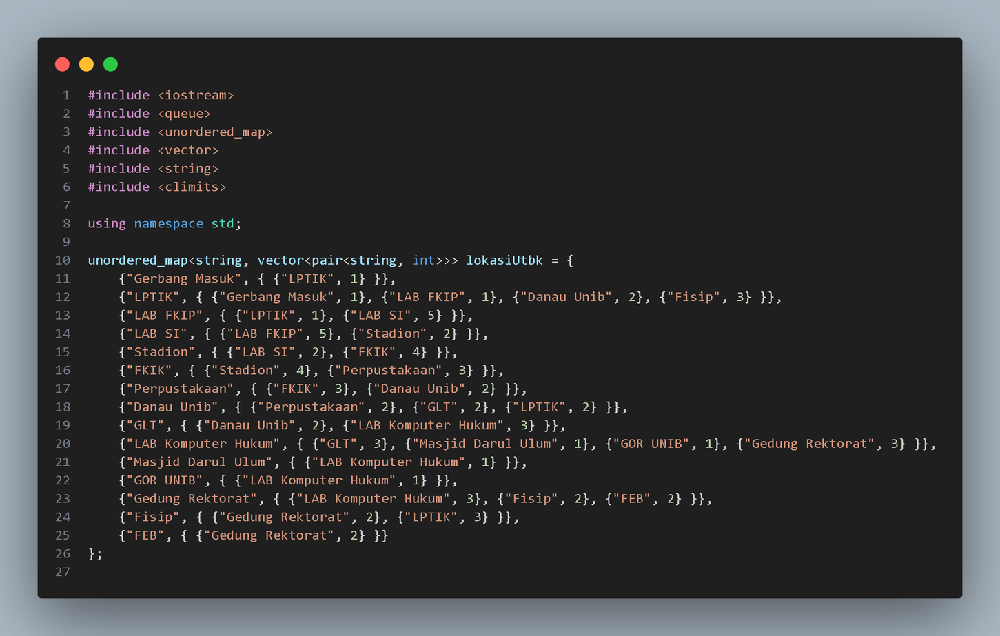 1 #include <iostream>
2 #include <queue>
3 #include <unordered_map>
4 #include <vector>
5 #include <string>
6 #include <climits>
7
8 using namespace std;
9
10 unordered_map<string, vector<pair<string, int>>> lokasiUtbk = {
11     {"Gerbang Masuk", { {"LPTIK", 1} }},
12     {"LPTIK", { {"Gerbang Masuk", 1}, {"LAB FKIP", 1}, {"Danau Unib", 2}, {"Fisip", 3} }},
13     {"LAB FKIP", { {"LPTIK", 1}, {"LAB SI", 5} }},
14     {"LAB SI", { {"LAB FKIP", 5}, {"Stadion", 2} }},
15     {"Stadion", { {"LAB SI", 2}, {"FKIK", 4} }},
16     {"FKIK", { {"Stadion", 4}, {"Perpustakaan", 3} }},
17     {"Perpustakaan", { {"FKIK", 3}, {"Danau Unib", 2} }},
18     {"Danau Unib", { {"Perpustakaan", 2}, {"GLT", 2}, {"LPTIK", 2} }},
19     {"GLT", { {"Danau Unib", 2}, {"LAB Komputer Hukum", 3} }},
20     {"LAB Komputer Hukum", { {"GLT", 3}, {"Masjid Darul Ulum", 1}, {"GOR UNIB", 1}, {"Gedung Rektorat", 3} }},
21     {"Masjid Darul Ulum", { {"LAB Komputer Hukum", 1} }},
22     {"GOR UNIB", { {"LAB Komputer Hukum", 1} }},
23     {"Gedung Rektorat", { {"LAB Komputer Hukum", 3}, {"Fisip", 2}, {"FEB", 2} }},
24     {"Fisip", { {"Gedung Rektorat", 2}, {"LPTIK", 3} }},
25     {"FEB", { {"Gedung Rektorat", 2} }}
26 };
27